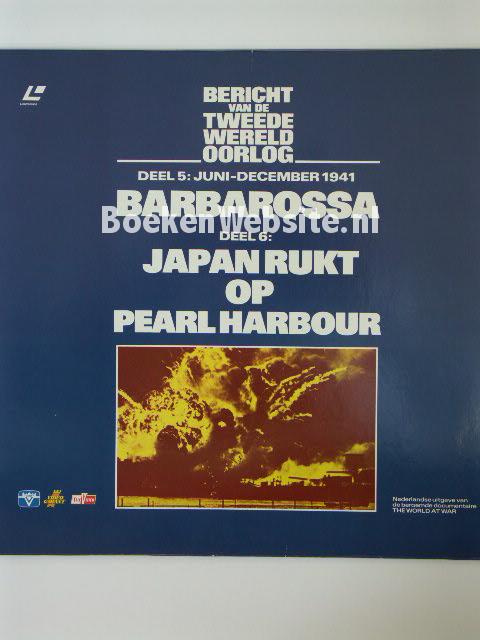 BERICHT
VAN DE
TWEEDE
WERELD
OORLOG
DEEL 5: JUNI-DECEMBER 1941
BARBAROSSA
BoekenWebsite.nl
DEEL 6:
JAPAN RUKT
OP
PEARL HARBOUR
Nederlandse uitgave van
de beroemde documentaire
THE WORLD AT WAR